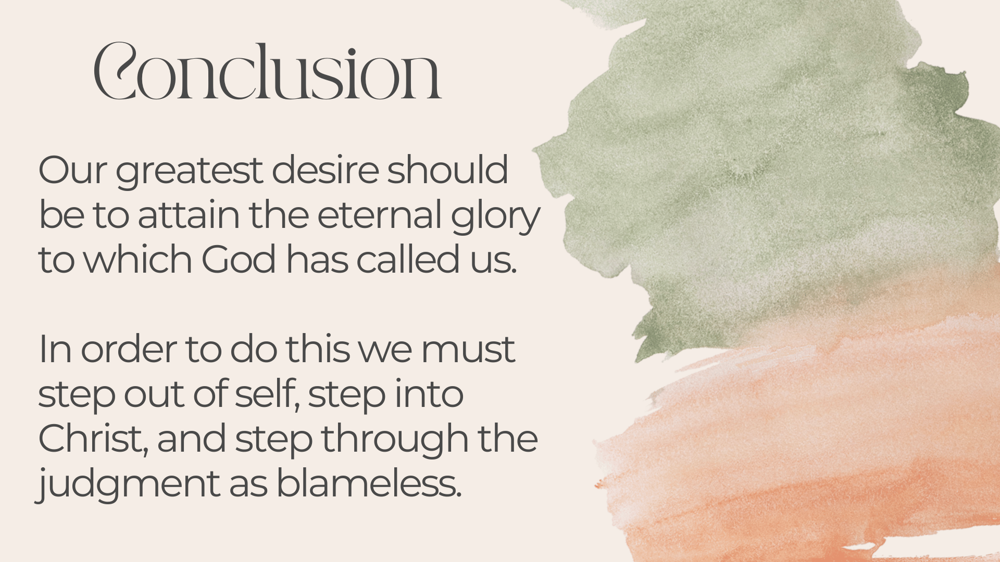 Conclusion
Our greatest desire should
be to attain the eternal glory
to which God has called us.
In order to do this we must
step out of self, step into
Christ, and step through the
judgment as blameless.